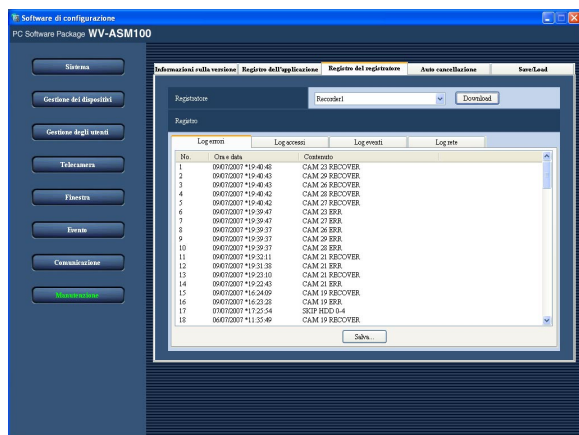 Software di configurazione
PC Software Package WV-ASM100
Sistema
Gestione dei dispositivi
Gestione degli utenti
Telecamera
Finestra
Evento
Comunicazione
Manutenzione
Informazioni sulla versione Registro dell'applicazione Registro del registratore Auto cancellazione Save/Load
Registratore Recorder1 Download
Registro
Log errori Log accessi Log eventi Log rete
No. Ora e data Contenuto
1 09/07/2007 *19:40:48 CAM 23 RECOVER
2 09/07/2007 *19:40:43 CAM 29 RECOVER
3 09/07/2007 *19:40:43 CAM 26 RECOVER
4 09/07/2007 *19:40:42 CAM 28 RECOVER
5 09/07/2007 *19:40:42 CAM 27 RECOVER
6 09/07/2007 *19:39:47 CAM 23 ERR
7 09/07/2007 *19:39:47 CAM 27 ERR
8 09/07/2007 *19:39:37 CAM 26 ERR
9 09/07/2007 *19:39:37 CAM 29 ERR
10 09/07/2007 *19:39:37 CAM 28 ERR
11 09/07/2007 *19:32:11 CAM 21 RECOVER
12 09/07/2007 *19:31:38 CAM 21 ERR
13 09/07/2007 *19:23:10 CAM 21 RECOVER
14 09/07/2007 *19:22:43 CAM 21 ERR
15 09/07/2007 *16:24:09 CAM 19 RECOVER
16 09/07/2007 *16:23:28 CAM 19 ERR
17 07/07/2007 *17:25:54 SKIP HDD 0-4
18 06/07/2007 *11:35:49 CAM 19 RECOVER
Salva...